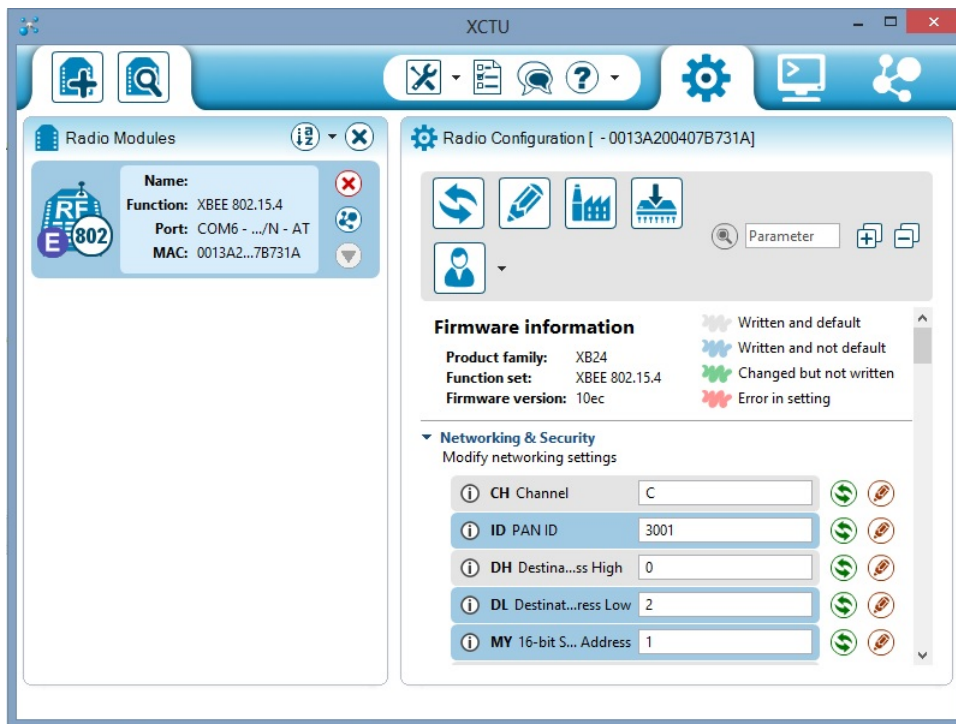 XCTU
Radio Modules
Radio Configuration [ - 0013A200407B731A]
Name:
Function: XBEE 802.15.4
Port: COM6 - .../N - AT
MAC: 0013A2...7B731A
RF
E 802
Parameter
Firmware information
Product family: XB24
Function set: XBEE 802.15.4
Firmware version: 10ec
Written and default
Written and not default
Changed but not written
Error in setting
Networking & Security
Modify networking settings
i CH Channel C
i ID PAN ID 3001
i DH Destina...ss High 0
i DL Destinat...ress Low 2
i MY 16-bit S... Address 1